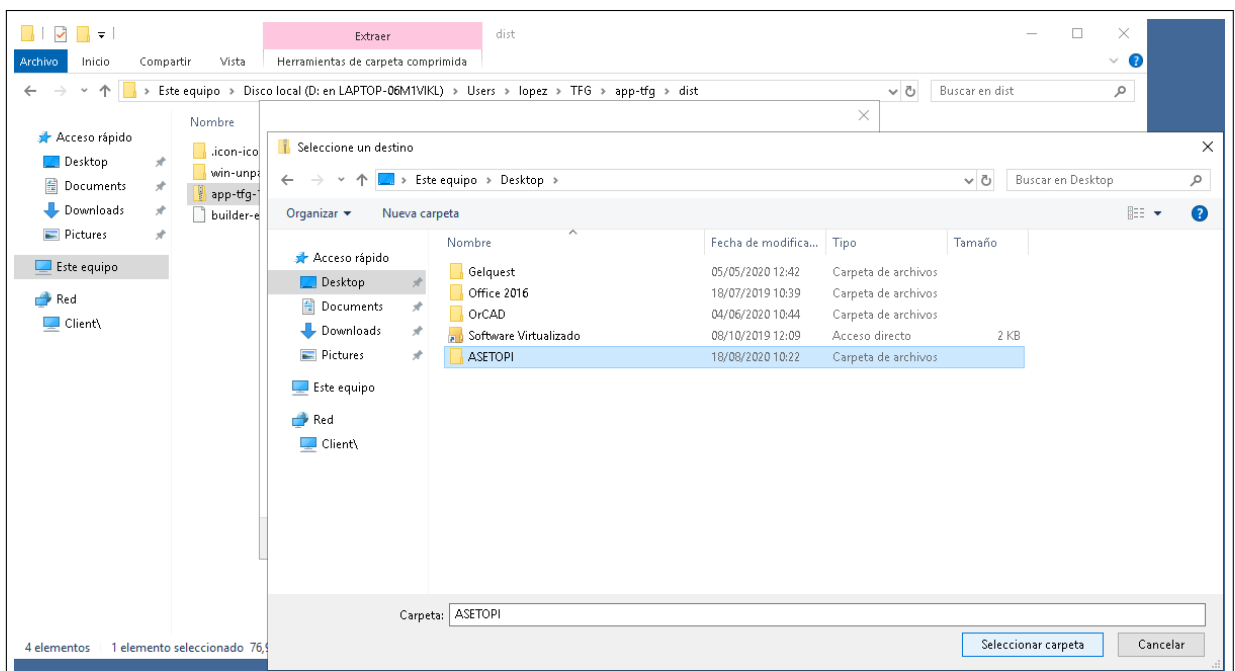 Extraer
dist
Archivo Inicio Compartir Vista Herramientas de carpeta comprimida
Este equipo > Disco local (D: en LAPTOP-06M1VIKL) > Users > lopez > TFG > app-tfg > dist
Buscar en dist
Acceso rápido
Desktop
Documents
Downloads
Pictures
Este equipo
Red
Client\
Nombre
.icon-ico
win-unpa
app-tfg-
builder-e
Seleccione un destino
Este equipo > Desktop >
Buscar en Desktop
Organizar Nueva carpeta
Acceso rápido
Desktop
Documents
Downloads
Pictures
Este equipo
Red
Client\
Nombre Fecha de modifica... Tipo Tamaño
Gelquest 05/05/2020 12:42 Carpeta de archivos
Office 2016 18/07/2019 10:39 Carpeta de archivos
OrCAD 04/06/2020 10:44 Carpeta de archivos
Software Virtualizado 08/10/2019 12:09 Acceso directo 2 KB
ASETOPI 18/08/2020 10:22 Carpeta de archivos
Carpeta: ASETOPI
Seleccionar carpeta Cancelar
4 elementos 1 elemento seleccionado 76,9